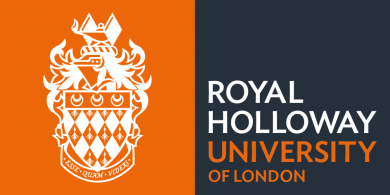 ESSE · QUAM · VIDERI
ROYAL
HOLLOWAY
UNIVERSITY
OF LONDON